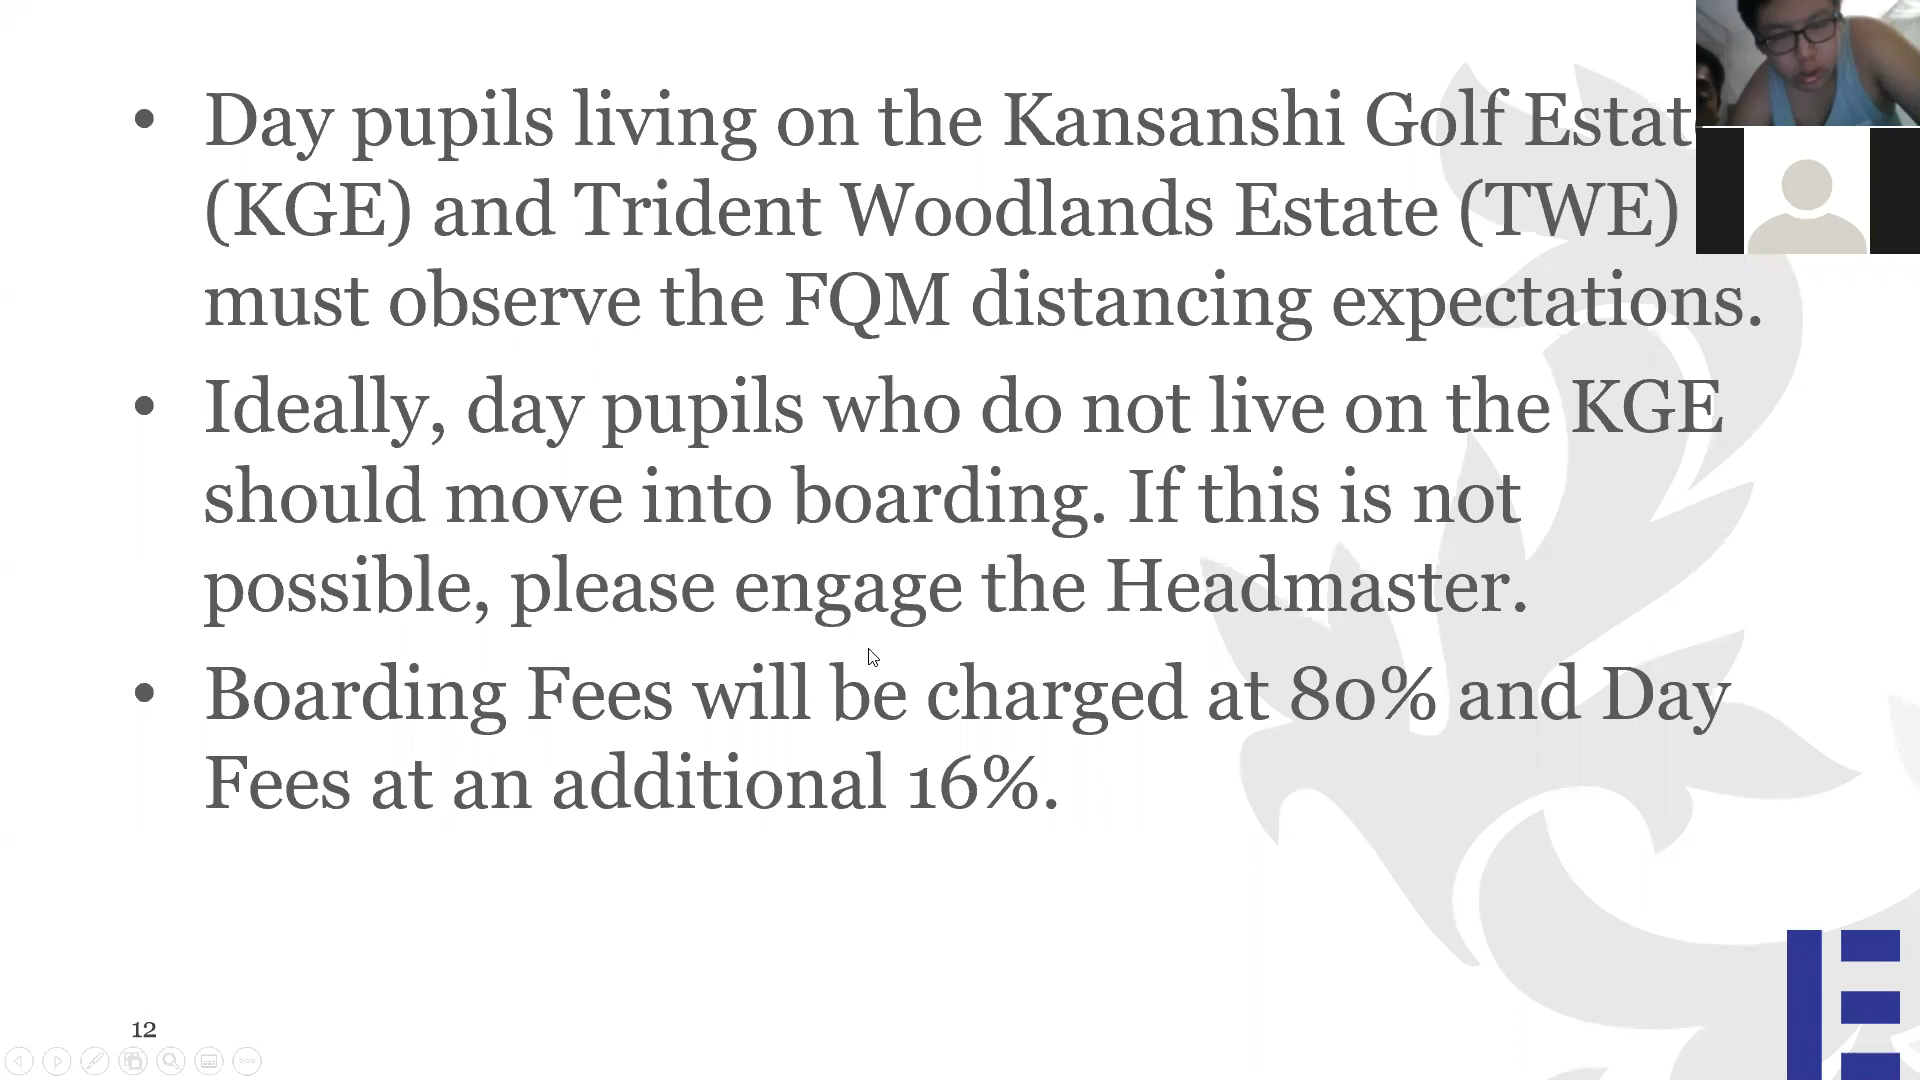 • Day pupils living on the Kansanshi Golf Estat
(KGE) and Trident Woodlands Estate (TWE)
must observe the FQM distancing expectations.
• Ideally, day pupils who do not live on the KGE
should move into boarding. If this is not
possible, please engage the Headmaster.
• Boarding Fees will be charged at 80% and Day
Fees at an additional 16%.
12